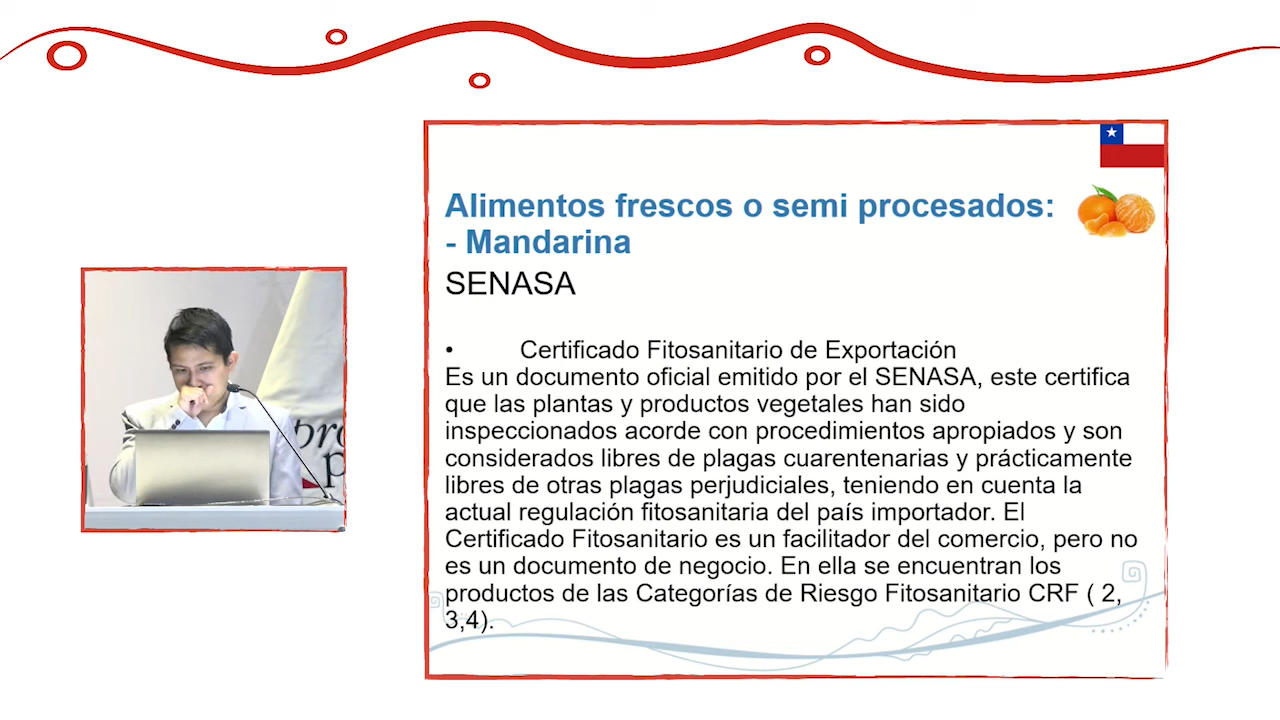 Alimentos frescos o semi procesados:
- Mandarina
SENASA
• Certificado Fitosanitario de Exportación
Es un documento oficial emitido por el SENASA, este certifica
que las plantas y productos vegetales han sido
inspeccionados acorde con procedimientos apropiados y son
considerados libres de plagas cuarentenarias y prácticamente
libres de otras plagas perjudiciales, teniendo en cuenta la
actual regulación fitosanitaria del país importador. El
Certificado Fitosanitario es un facilitador del comercio, pero no
es un documento de negocio. En ella se encuentran los
productos de las Categorías de Riesgo Fitosanitario CRF ( 2,
3,4).